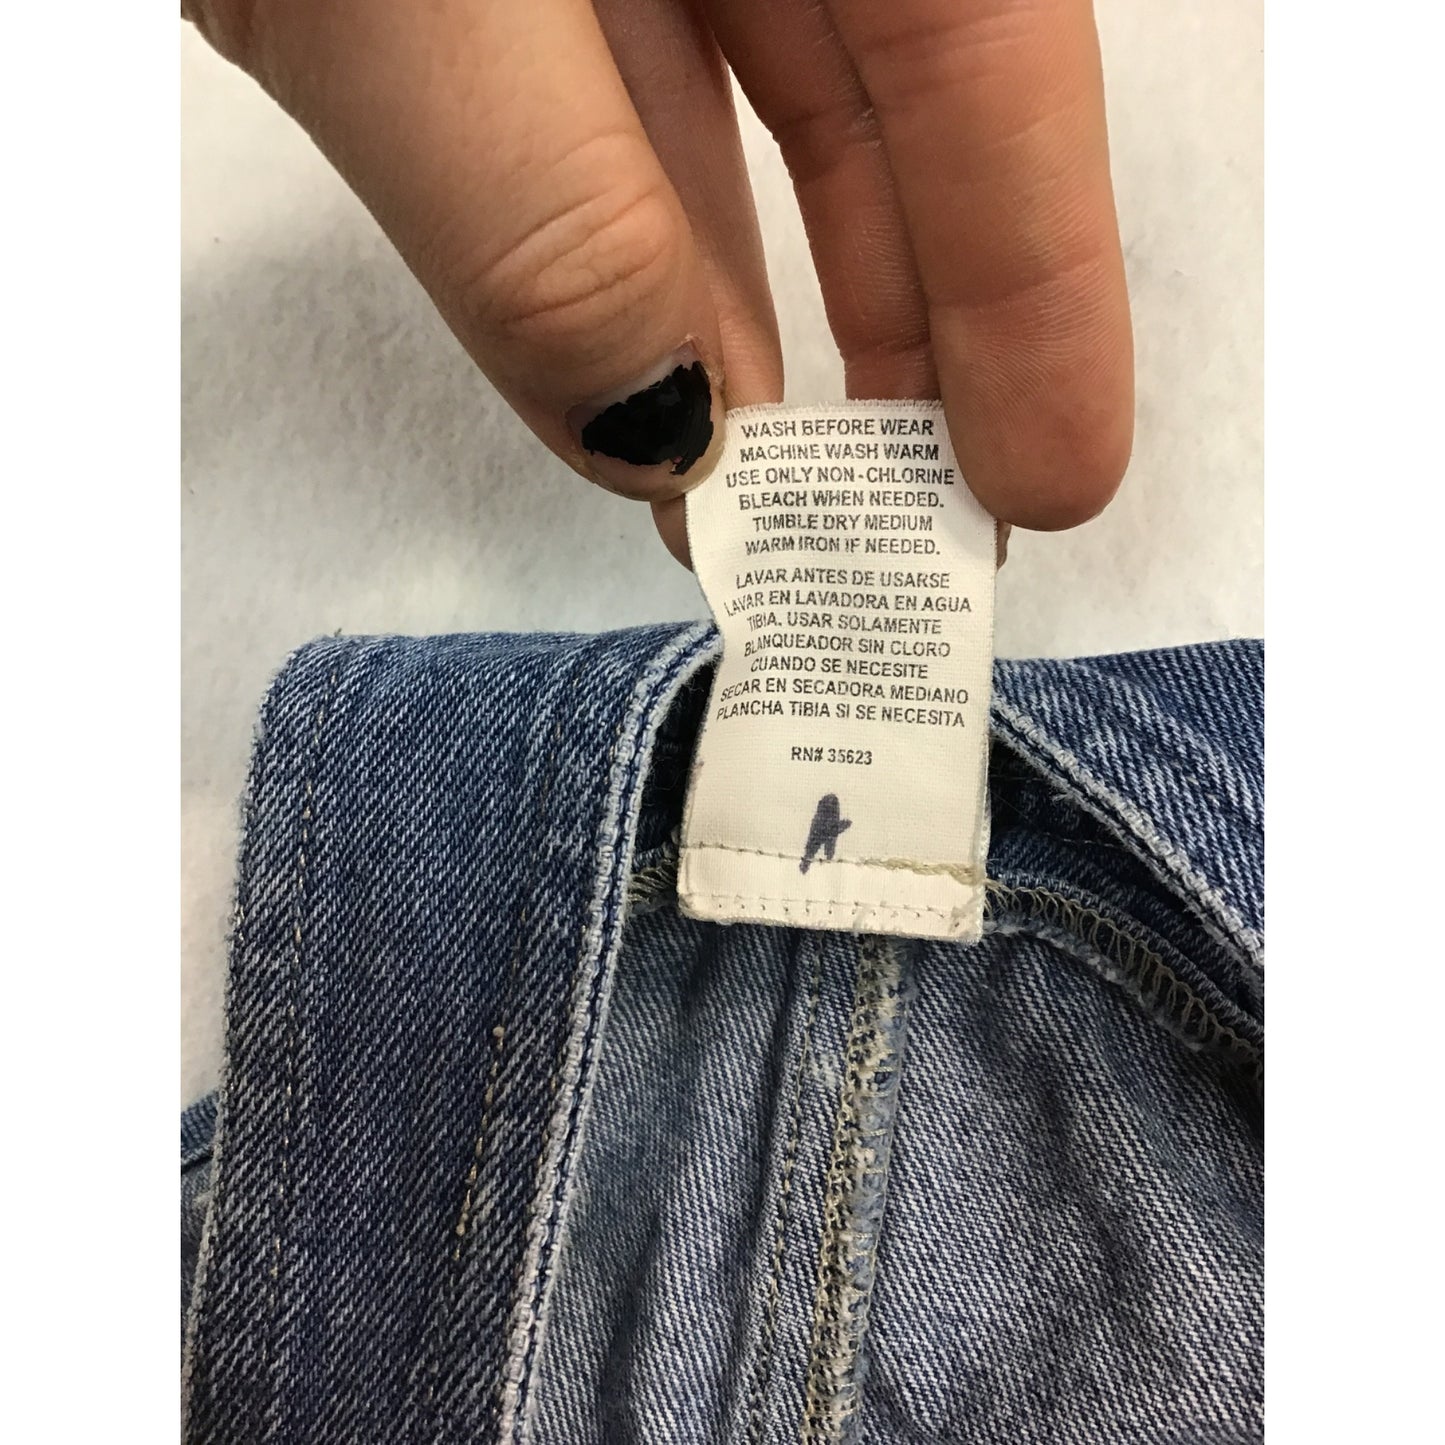 WASH BEFORE WEAR
MACHINE WASH WARM
USE ONLY NON-CHLORINE
BLEACH WHEN NEEDED.
TUMBLE DRY MEDIUM
WARM IRON IF NEEDED.
LAVAR ANTES DE USARSE
LAVAR EN LAVADORA EN AGUA
TIBIA. USAR SOLAMENTE
BLANQUEADOR SIN CLORO
CUANDO SE NECESITE
SECAR EN SECADORA MEDIANO
PLANCHA TIBIA SI SE NECESITA
RN# 35623
A